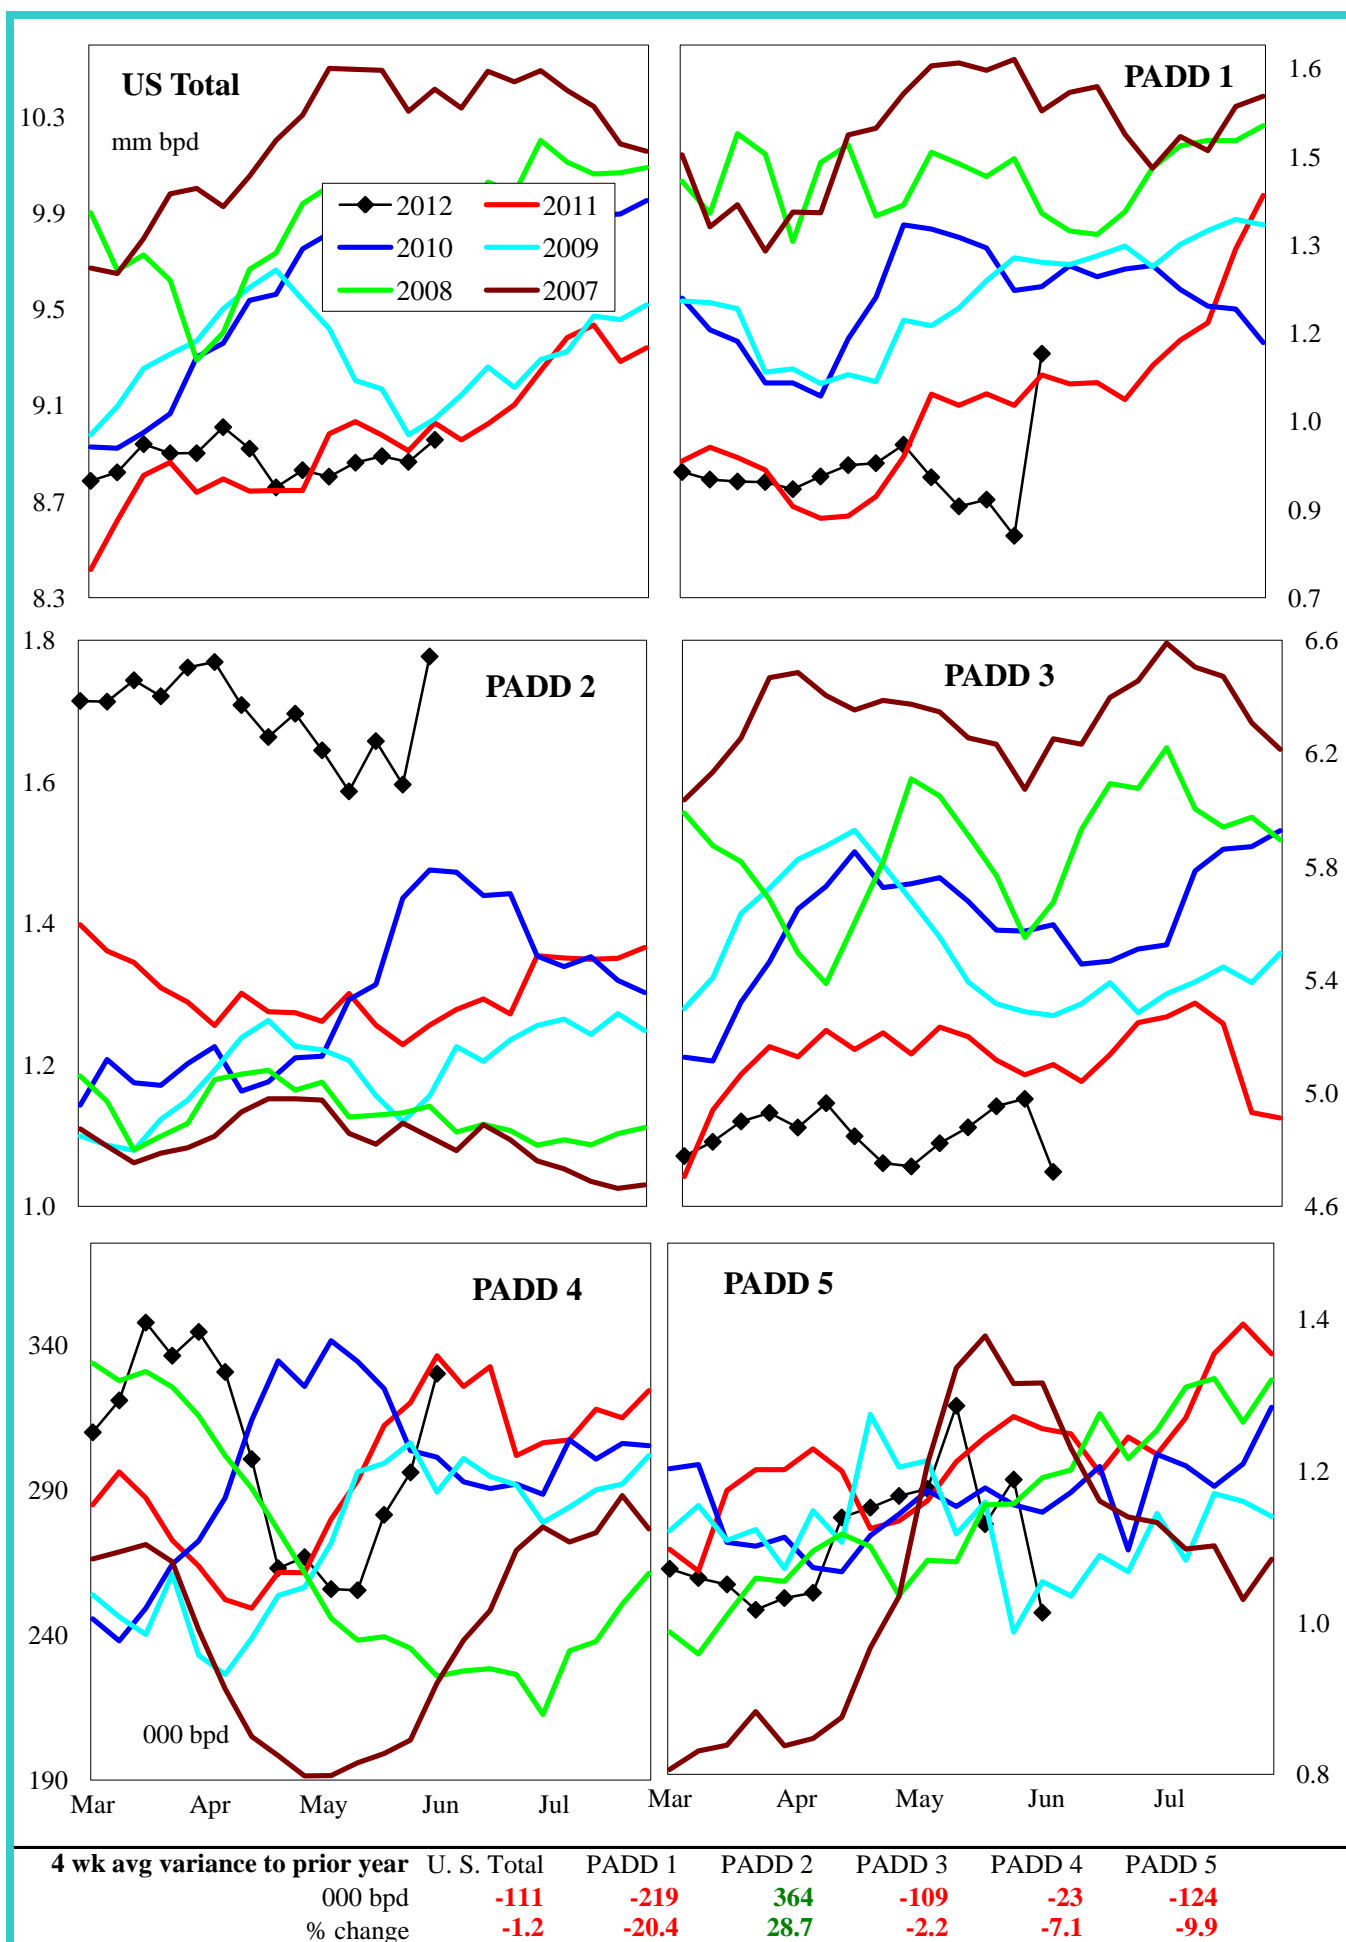 US Total
mm bpd
10.3
9.9
9.5
9.1
8.7
8.3
2012 2011
2010 2009
2008 2007
PADD 1
1.6
1.5
1.3
1.2
1.0
0.9
0.7
PADD 2
1.8
1.6
1.4
1.2
1.0
PADD 3
6.6
6.2
5.8
5.4
5.0
4.6
PADD 4
340
290
240
190
000 bpd
Mar Apr May Jun Jul
PADD 5
1.4
1.2
1.0
0.8
Mar Apr May Jun Jul
4 wk avg variance to prior year U. S. Total PADD 1 PADD 2 PADD 3 PADD 4 PADD 5
000 bpd -111 -219 364 -109 -23 -124
% change -1.2 -20.4 28.7 -2.2 -7.1 -9.9